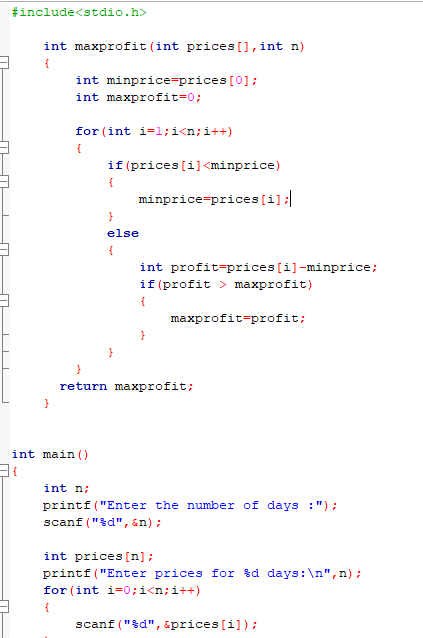 #include<stdio.h>
int maxprofit(int prices[],int n)
{
int minprice=prices[0];
int maxprofit=0;
for(int i=1;i<n;i++)
{
if(prices[i]<minprice)
{
minprice=prices[i];
}
else
{
int profit=prices[i]-minprice;
if(profit > maxprofit)
{
maxprofit=profit;
}
}
}
return maxprofit;
}
int main()
{
int n;
printf("Enter the number of days :");
scanf("%d",&n);
int prices[n];
printf("Enter prices for %d days:\n",n);
for(int i=0;i<n;i++)
{
scanf("%d",&prices[i]);